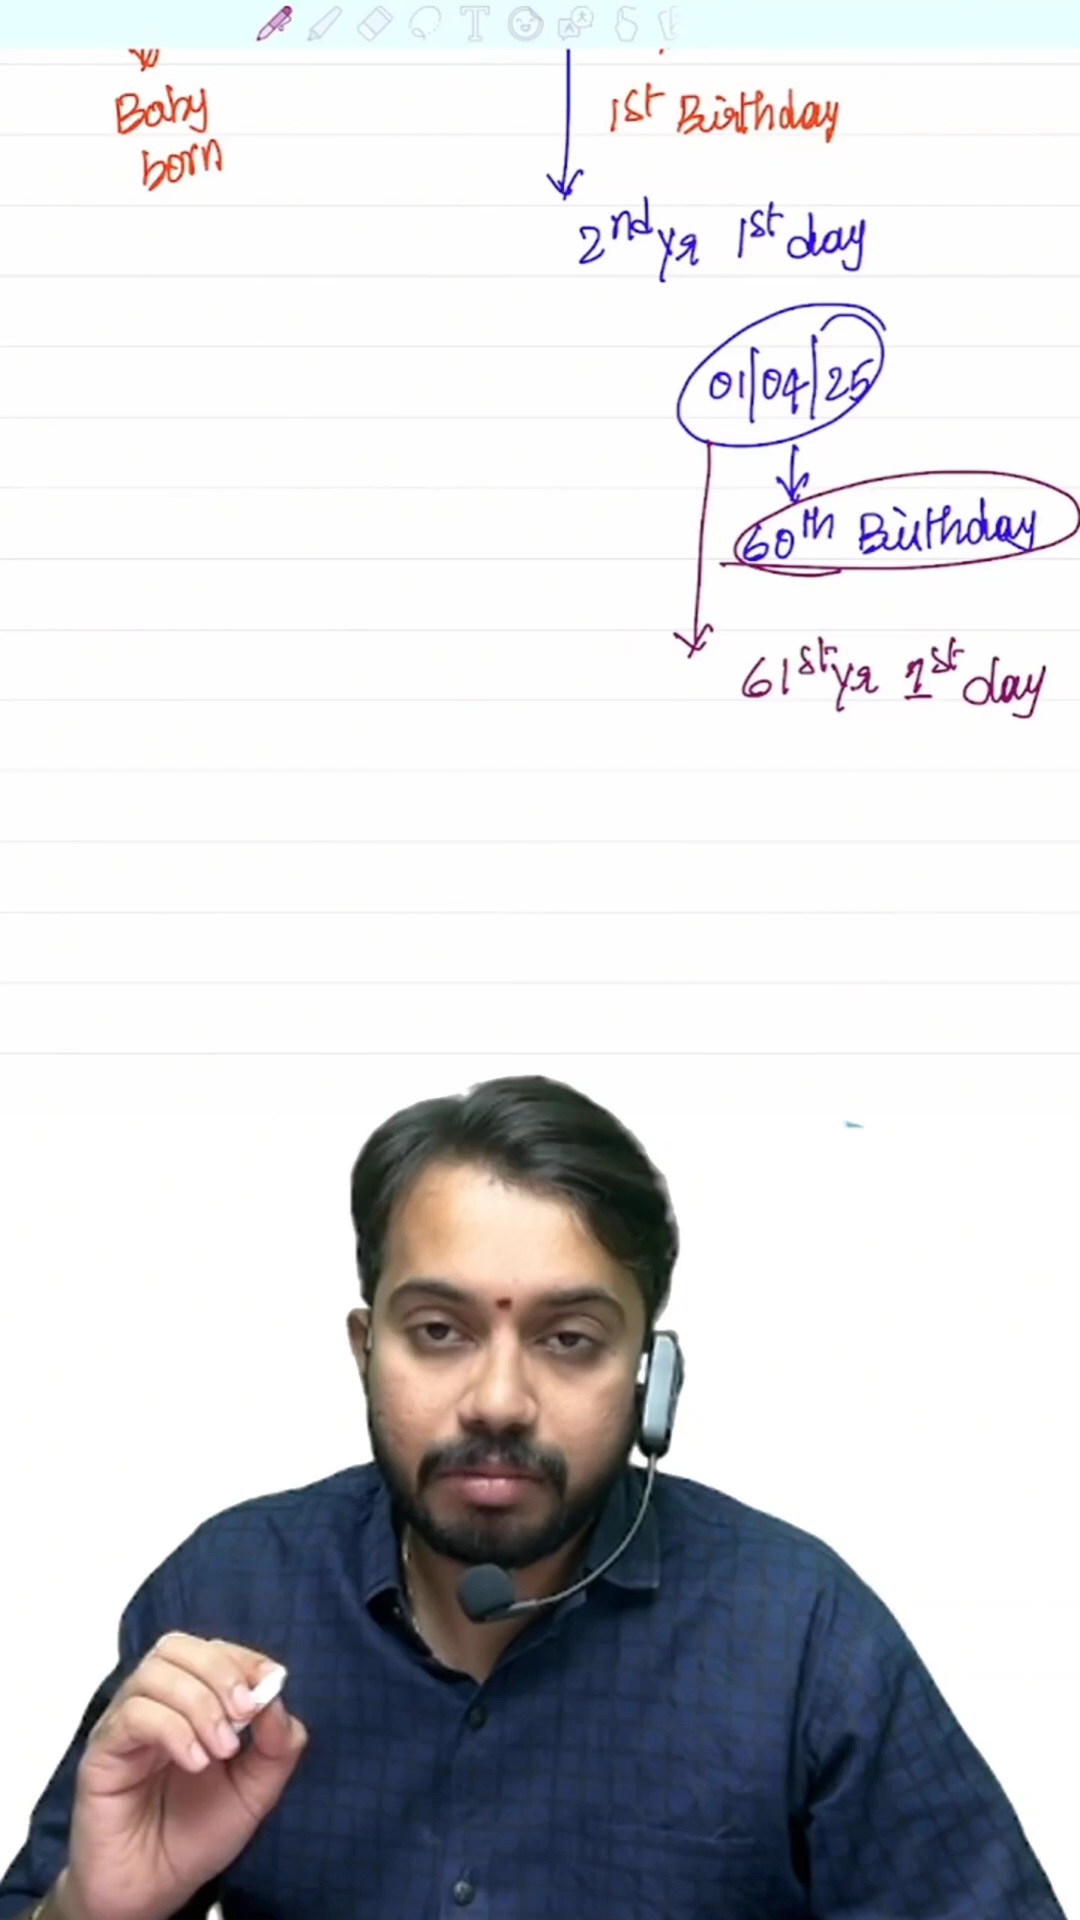 Baby
born
1st Birthday
2nd yr 1st day
01/04/25
60th Birthday
61st yr 1st day